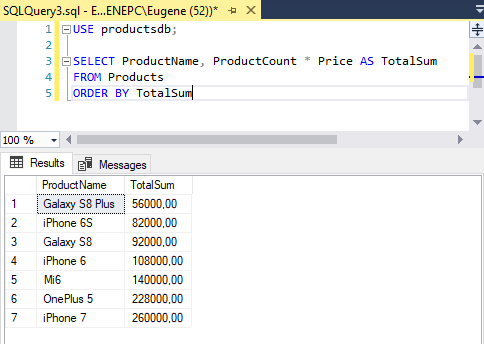 SQLQuery3.sql - E...ENEPC\Eugene (52))*
1 USE productsdb;
2
3 SELECT ProductName, ProductCount * Price AS TotalSum
4 FROM Products
5 ORDER BY TotalSum
100 %
Results Messages
ProductName TotalSum
1 Galaxy S8 Plus 56000,00
2 iPhone 6S 82000,00
3 Galaxy S8 92000,00
4 iPhone 6 108000,00
5 Mi6 140000,00
6 OnePlus 5 228000,00
7 iPhone 7 260000,00